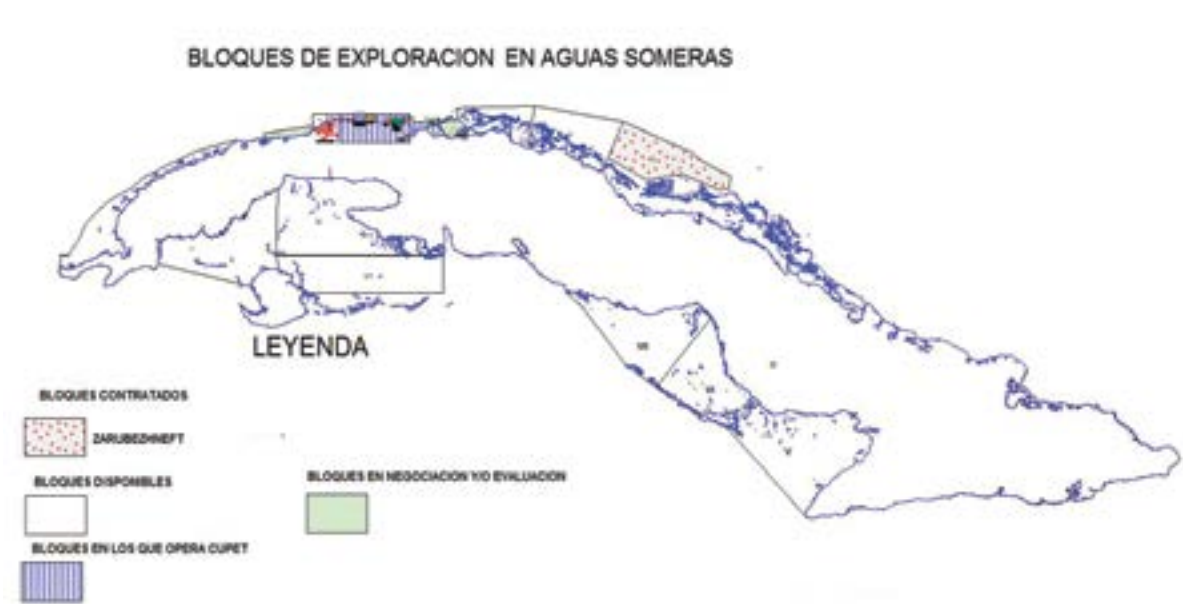 BLOQUES DE EXPLORACION EN AGUAS SOMERAS
LEYENDA
BLOQUES CONTRATADOS
ZARUBEZHNEFT
BLOQUES DISPONIBLES
BLOQUES EN NEGOCIACION Y/O EVALUACION
BLOQUES EN LOS QUE OPERA CUPET